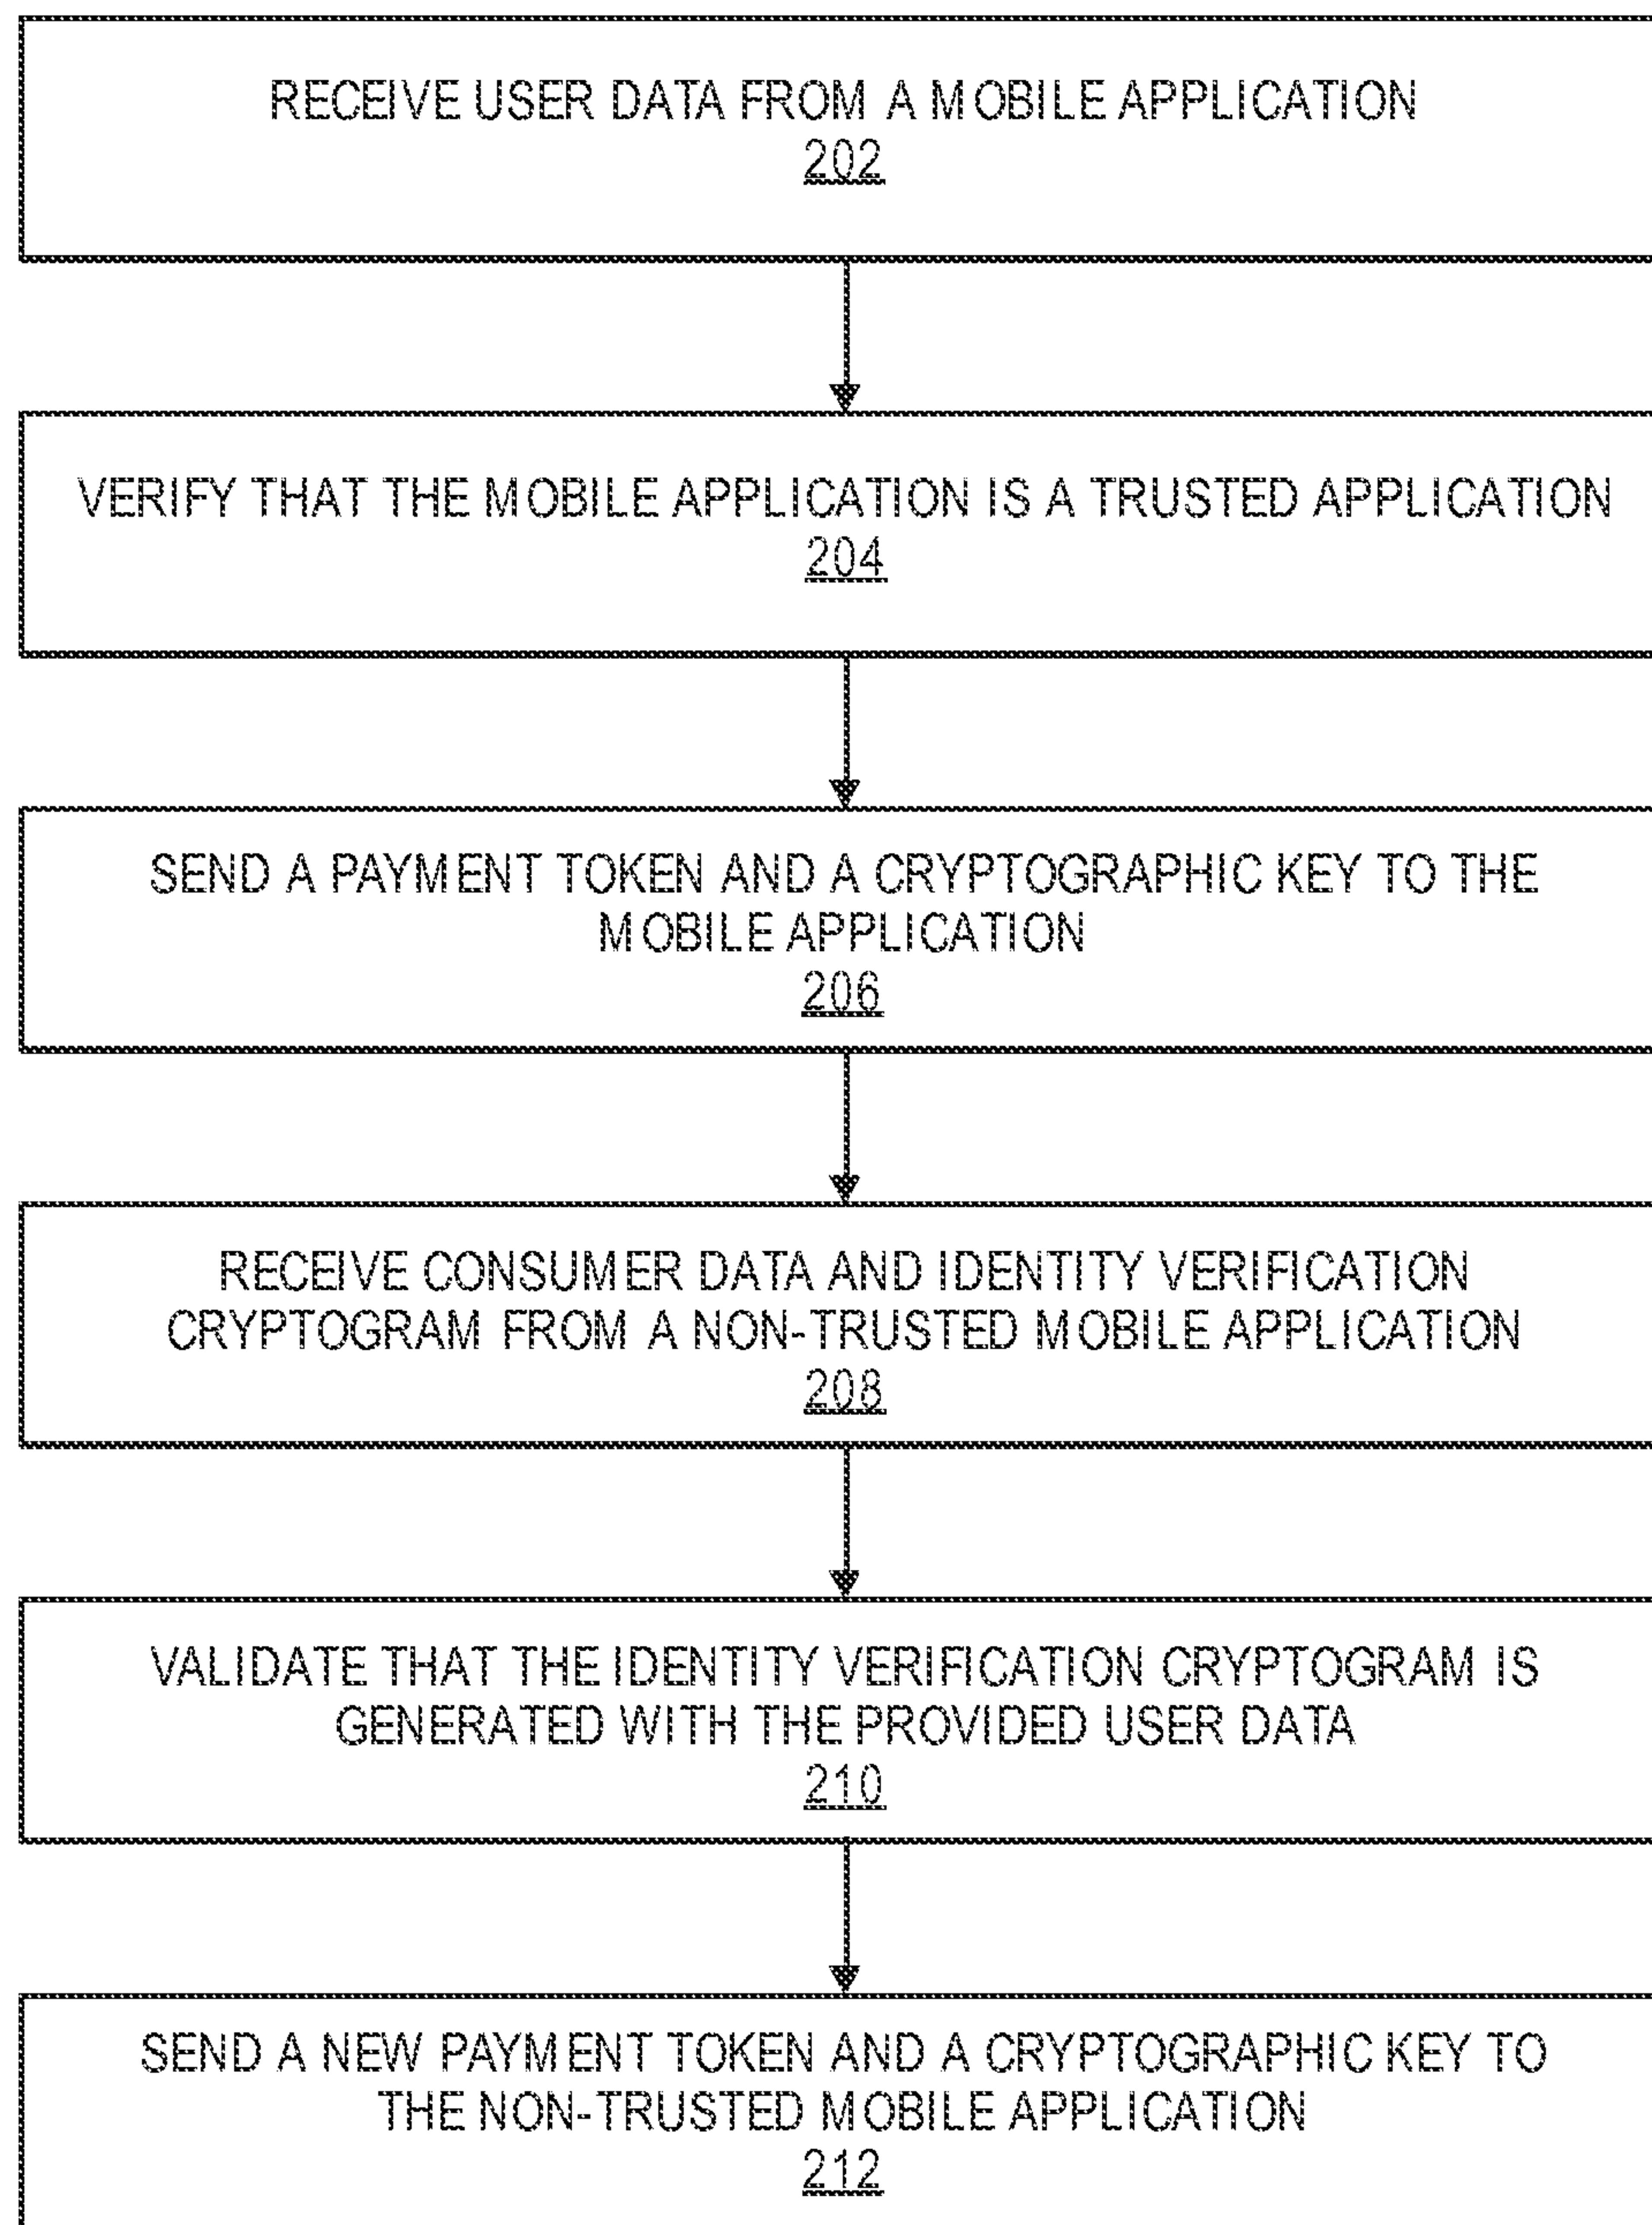 RECEIVE USER DATA FROM A MOBILE APPLICATION
202
VERIFY THAT THE MOBILE APPLICATION IS A TRUSTED APPLICATION
204
SEND A PAYMENT TOKEN AND A CRYPTOGRAPHIC KEY TO THE
MOBILE APPLICATION
206
RECEIVE CONSUMER DATA AND IDENTITY VERIFICATION
CRYPTOGRAM FROM A NON-TRUSTED MOBILE APPLICATION
208
VALIDATE THAT THE IDENTITY VERIFICATION CRYPTOGRAM IS
GENERATED WITH THE PROVIDED USER DATA
210
SEND A NEW PAYMENT TOKEN AND A CRYPTOGRAPHIC KEY TO
THE NON-TRUSTED MOBILE APPLICATION
212